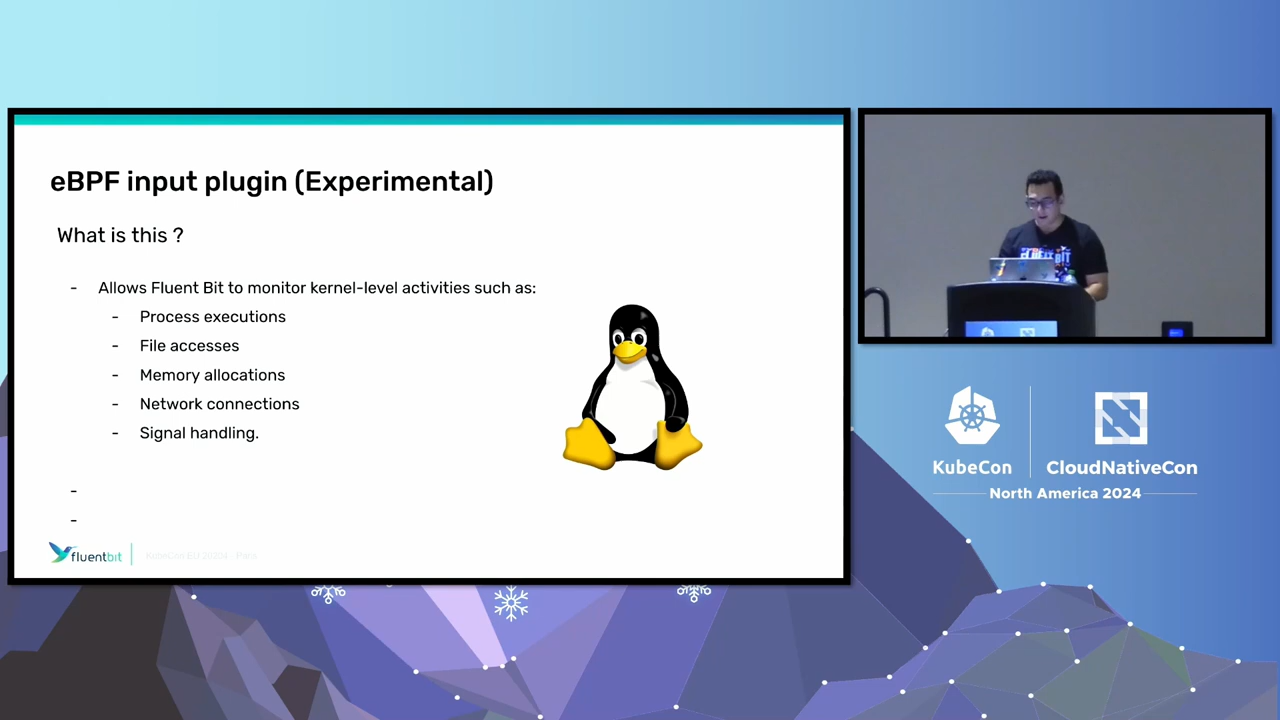 eBPF input plugin (Experimental)
What is this ?
- Allows Fluent Bit to monitor kernel-level activities such as:
- Process executions
- File accesses
- Memory allocations
- Network connections
- Signal handling.
-
-
fluentbit
KubeCon
CloudNativeCon
North America 2024